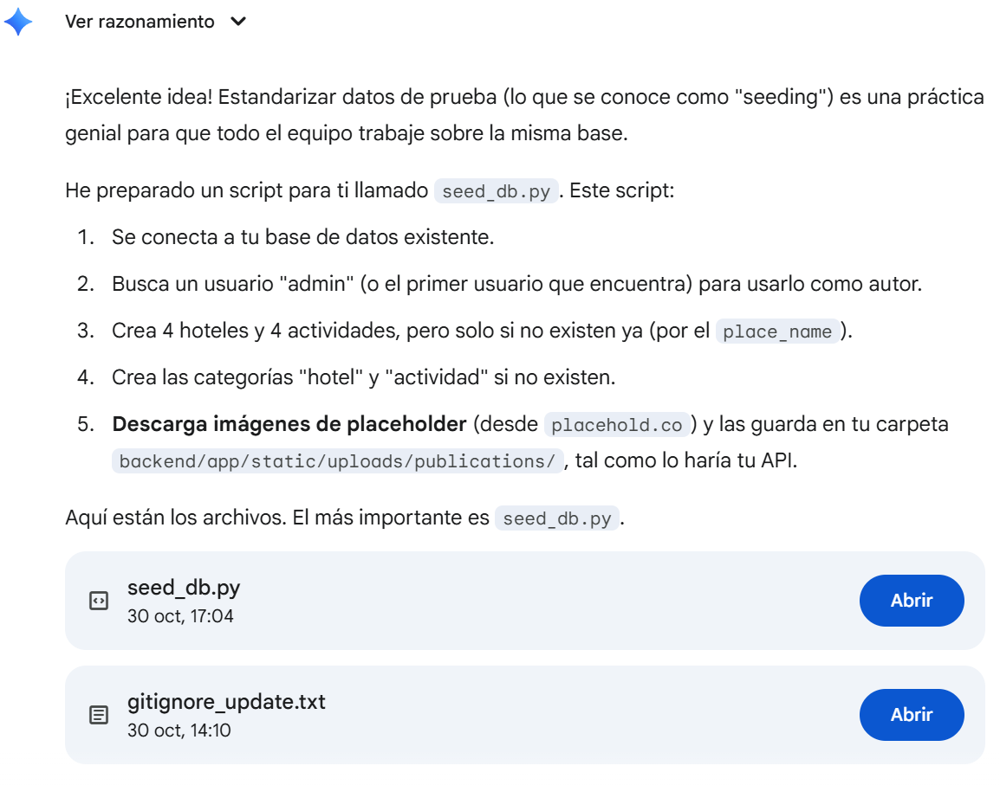 Ver razonamiento
¡Excelente idea! Estandarizar datos de prueba (lo que se conoce como "seeding") es una práctica
genial para que todo el equipo trabaje sobre la misma base.
He preparado un script para ti llamado seed_db.py. Este script:
1. Se conecta a tu base de datos existente.
2. Busca un usuario "admin" (o el primer usuario que encuentra) para usarlo como autor.
3. Crea 4 hoteles y 4 actividades, pero solo si no existen ya (por el place_name).
4. Crea las categorías "hotel" y "actividad" si no existen.
5. Descarga imágenes de placeholder (desde placehold.co) y las guarda en tu carpeta
backend/app/static/uploads/publications/, tal como lo haría tu API.
Aquí están los archivos. El más importante es seed_db.py.
seed_db.py
30 oct, 17:04
Abrir
gitignore_update.txt
30 oct, 14:10
Abrir